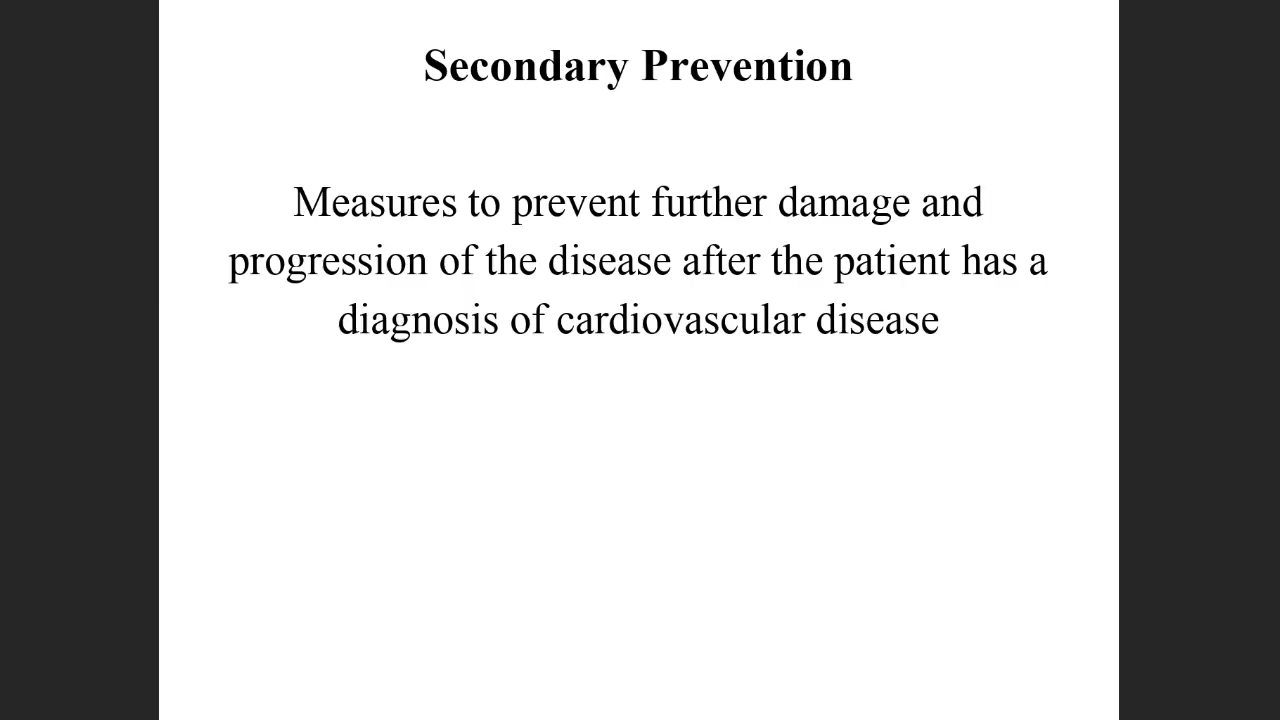 Secondary Prevention
Measures to prevent further damage and
progression of the disease after the patient has a
diagnosis of cardiovascular disease